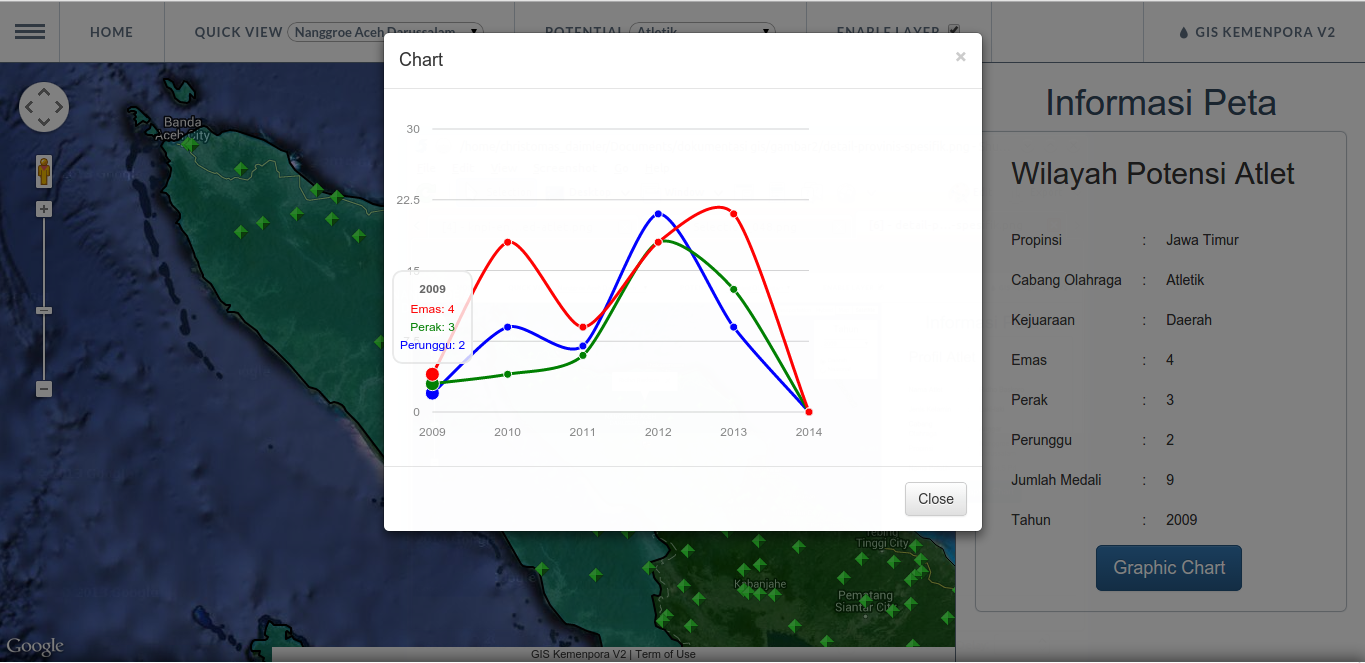 HOME
QUICK VIEW Nanggroe Aceh Darussalam
POTENTIAL Atletik
ENABLE LAYER
GIS KEMENPORA V2
Chart
×
30
22.5
15
0
2009
Emas: 4
Perak: 3
Perunggu: 2
2009 2010 2011 2012 2013 2014
Close
Banda
Aceh City
Informasi Peta
Wilayah Potensi Atlet
Propinsi : Jawa Timur
Cabang Olahraga : Atletik
Kejuaraan : Daerah
Emas : 4
Perak : 3
Perunggu : 2
Jumlah Medali : 9
Tahun : 2009
Graphic Chart
Tebing
Tinggi City
Kabanjahe
Pematang
Siantar City
Google
GIS Kemenpora V2 | Term of Use